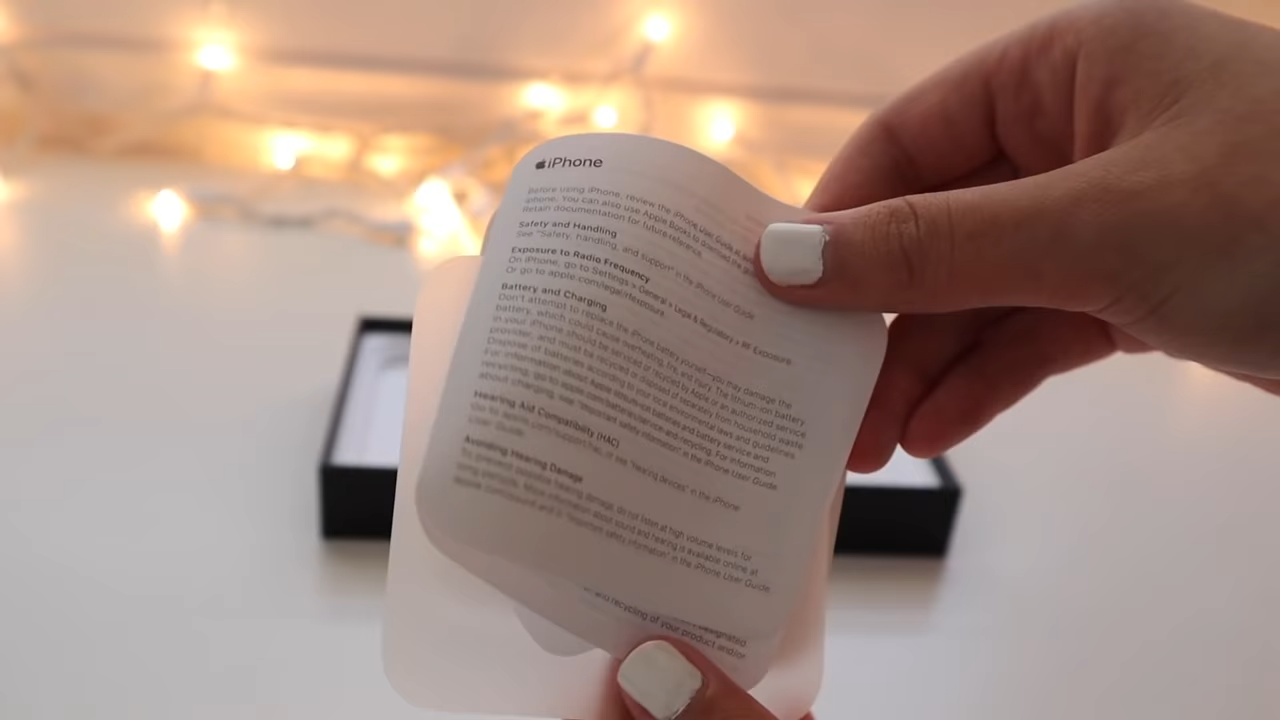 iPhone
Before using iPhone, review the iPhone User Guide at
iphone. You can also use Apple Books to download the
Retain documentation for future reference.
Safety and Handling
See "Safety, handling, and support" in the iPhone User Guide.
Exposure to Radio Frequency
On iPhone, go to Settings > General > Legal & Regulatory > RF Exposure.
Or go to apple.com/legal/rfexposure.
Battery and Charging
Don't attempt to replace the iPhone battery yourself—you may damage the
battery, which could cause overheating, fire, and injury. The lithium-ion battery
in your iPhone should be serviced or recycled by Apple or an authorized service
provider, and must be recycled or disposed of separately from household waste.
Dispose of batteries according to your local environmental laws and guidelines.
For information about Apple lithium-ion batteries and battery service and
recycling, go to apple.com/batteries/service-and-recycling. For information
about charging, see "Important safety information" in the iPhone User Guide.
Hearing Aid Compatibility (HAC)
Go to apple.com/support/hac, or see "Hearing devices" in the iPhone
User Guide.
Avoiding Hearing Damage
To prevent possible hearing damage, do not listen at high volume levels for
long periods. More information about sound and hearing is available online at
apple.com/sound and in "Important safety information" in the iPhone User Guide.
designated
and recycling of your product and/or